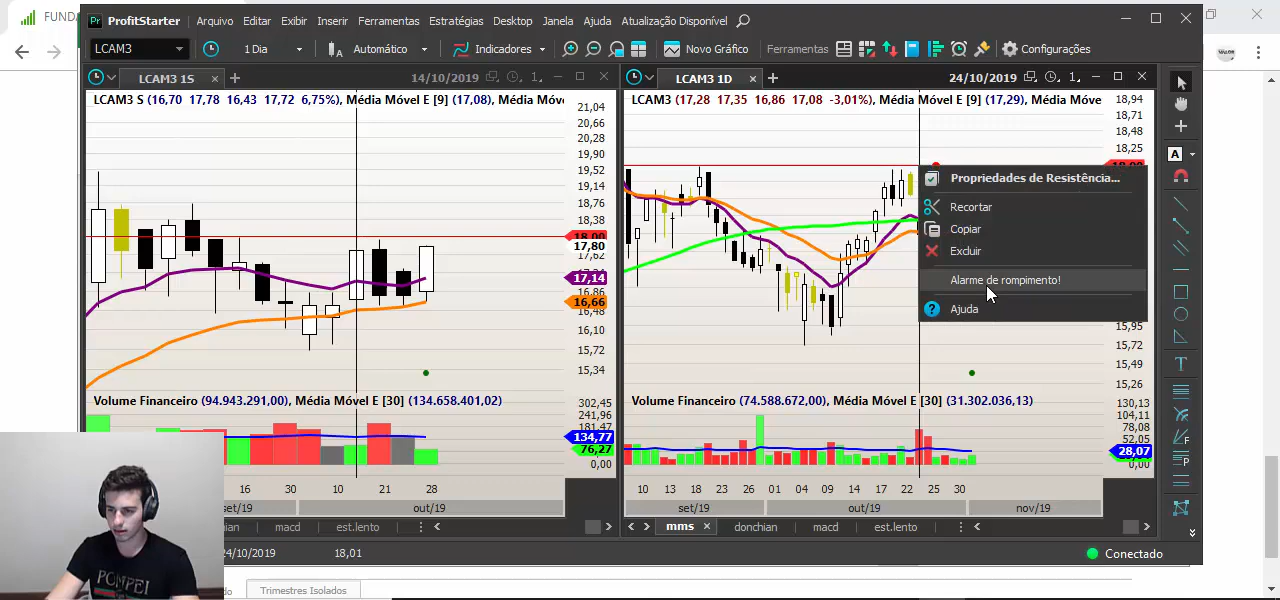 FUND
ProfitStarter Arquivo Editar Exibir Inserir Ferramentas Estratégias Desktop Janela Ajuda Atualização Disponível
LCAM3 1 Dia Automático Indicadores Novo Gráfico Ferramentas Configurações
LCAM3 1S 14/10/2019
LCAM3 S (16,70 17,78 16,43 17,72 6,75%), Média Móvel E [9] (17,08), Média Móve
21,04
20,66
20,28
19,90
19,52
19,14
18,76
18,38
18,00
17,80
17,62
17,14
16,86
16,66
16,48
16,10
15,72
15,34
Volume Financeiro (94.943.291,00), Média Móvel E [30] (134.658.401,02)
302,45
241,96
181,47
134,77
76,27
0,00
16 30 10 21 28
set/19 out/19
hian macd est.lento
24/10/2019 18,01
LCAM3 1D 24/10/2019
LCAM3 (17,28 17,35 16,86 17,08 -3,01%), Média Móvel E [9] (17,29), Média Móve
18,94
18,71
18,48
18,25
Propriedades de Resistência...
Recortar
Copiar
Excluir
Alarme de rompimento!
Ajuda
15,95
15,72
15,49
15,26
Volume Financeiro (74.588.672,00), Média Móvel E [30] (31.302.036,13)
130,13
104,11
78,08
52,05
28,07
0,00
10 13 18 23 26 01 04 09 14 17 22 25 30
set/19 out/19 nov/19
mms donchian macd est.lento
Conectado
POMPEI
do Trimestres Isolados